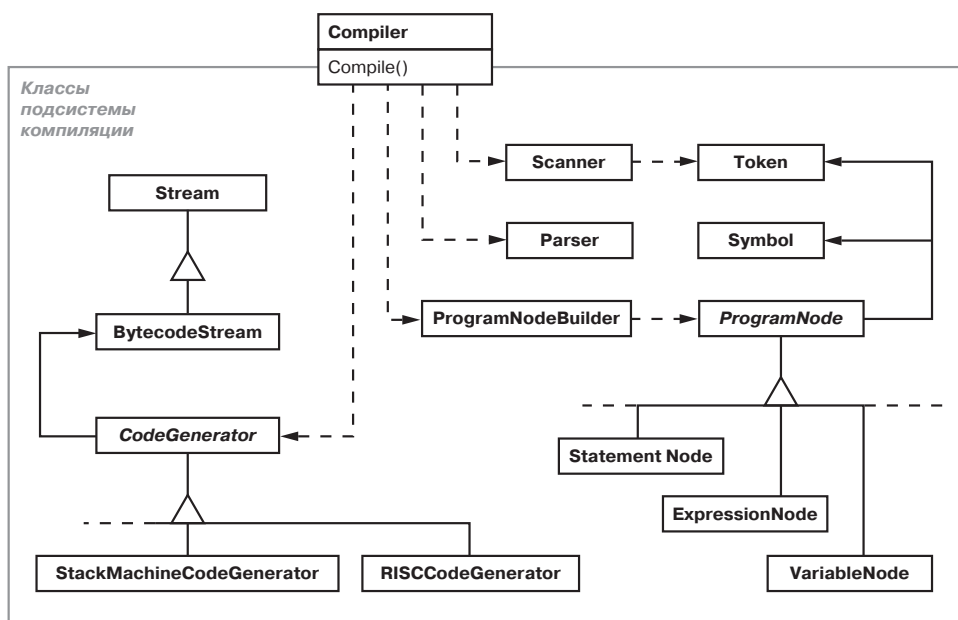 Compiler
Compile()
Классы
подсистемы
компиляции
Scanner
Token
Stream
Parser
Symbol
BytecodeStream
ProgramNodeBuilder
ProgramNode
CodeGenerator
Statement Node
ExpressionNode
StackMachineCodeGenerator
RISCCodeGenerator
VariableNode